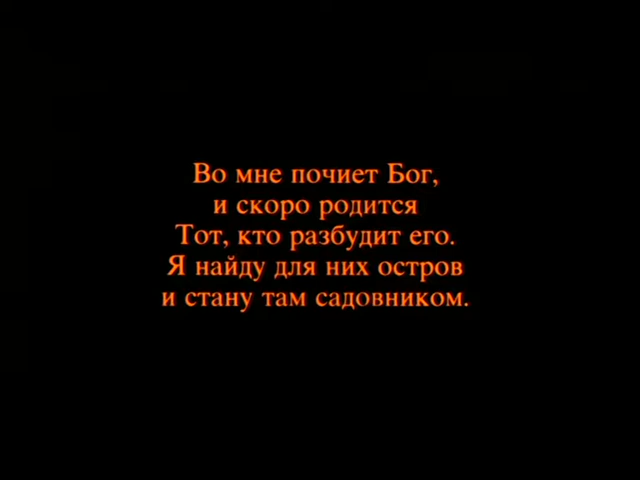 Во мне почиет Бог,
и скоро родится
Тот, кто разбудит его.
Я найду для них остров
и стану там садовником.